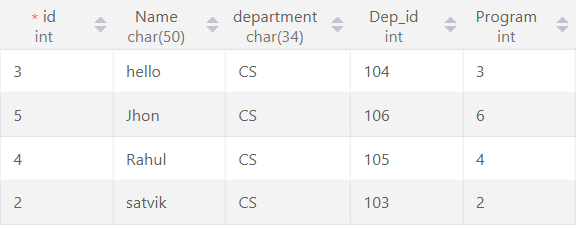 * id Name department Dep_id Program
int char(50) char(34) int int
3 hello CS 104 3
5 Jhon CS 106 6
4 Rahul CS 105 4
2 satvik CS 103 2